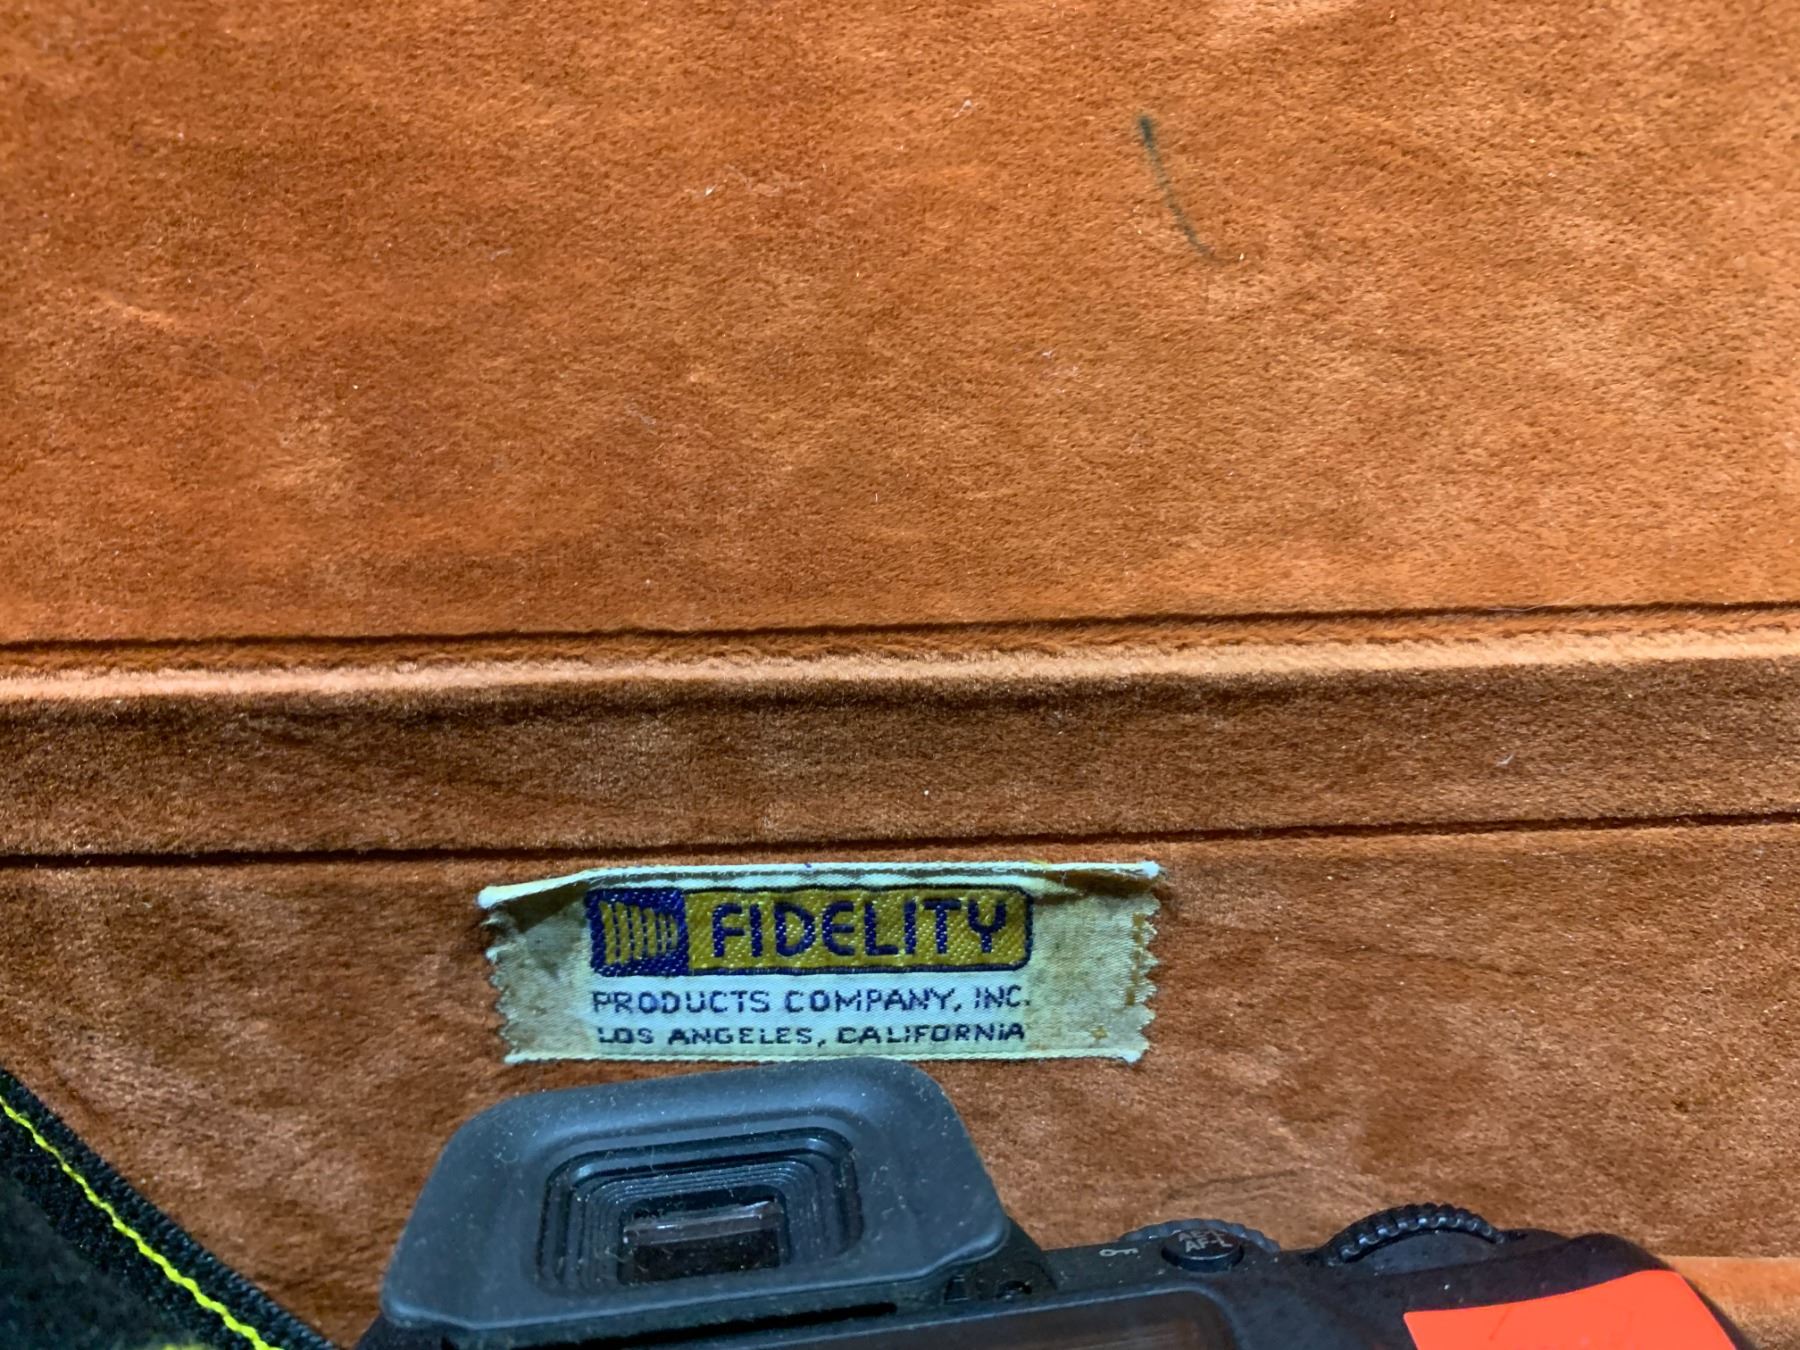 FIDELITY
PRODUCTS COMPANY, INC.
LOS ANGELES, CALIFORNIA